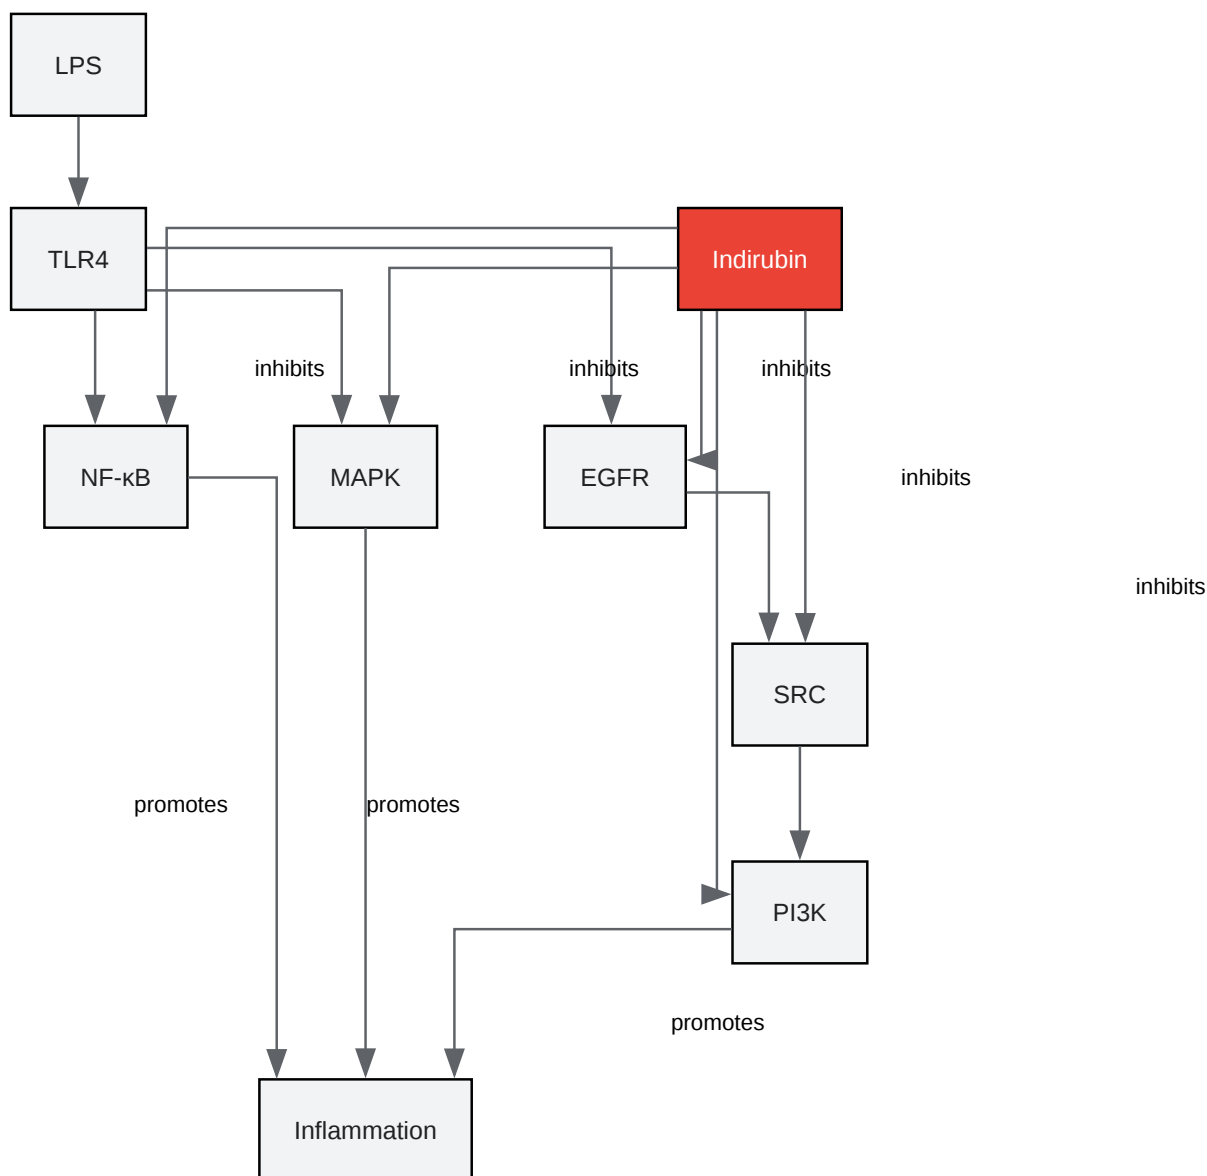 LPS
TLR4
Indirubin
inhibits
inhibits
inhibits
NF-κB
MAPK
EGFR
inhibits
inhibits
SRC
promotes
promotes
PI3K
promotes
Inflammation